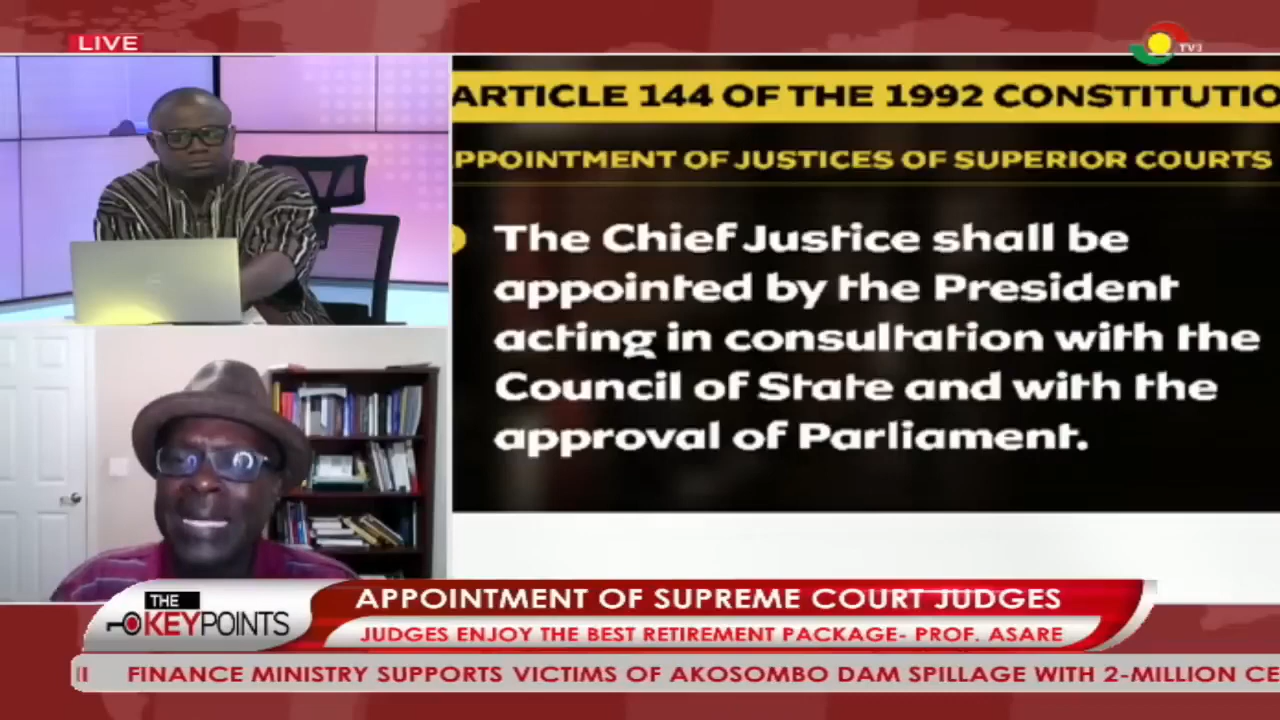 LIVE
TV3
ARTICLE 144 OF THE 1992 CONSTITUTIO
PPOINTMENT OF JUSTICES OF SUPERIOR COURTS
The Chief Justice shall be
appointed by the President
acting in consultation with the
Council of State and with the
approval of Parliament.
THE
KEYPOINTS
APPOINTMENT OF SUPREME COURT JUDGES
JUDGES ENJOY THE BEST RETIREMENT PACKAGE- PROF. ASARE
FINANCE MINISTRY SUPPORTS VICTIMS OF AKOSOMBO DAM SPILLAGE WITH 2-MILLION CE